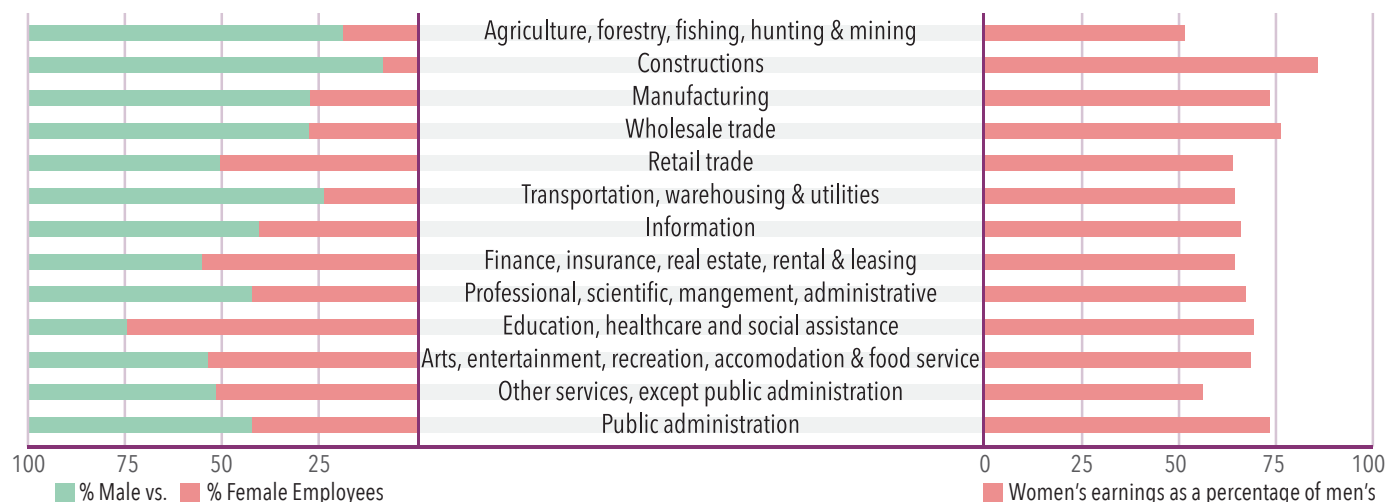 Agriculture, forestry, fishing, hunting & mining
Constructions
Manufacturing
Wholesale trade
Retail trade
Transportation, warehousing & utilities
Information
Finance, insurance, real estate, rental & leasing
Professional, scientific, mangement, administrative
Education, healthcare and social assistance
Arts, entertainment, recreation, accomodation & food service
Other services, except public administration
Public administration
100 75 50 25 0 25 50 75 100
% Male vs. % Female Employees Women's earnings as a percentage of men's